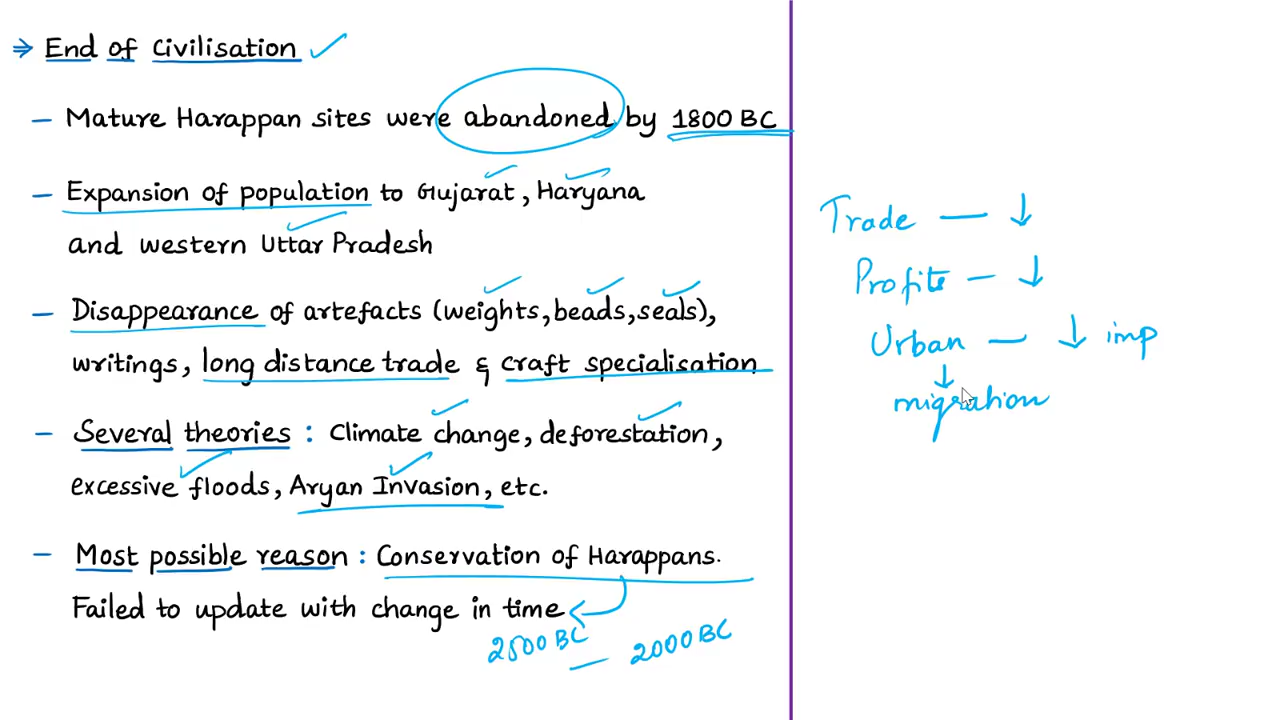 ⇒ End of Civilisation ✓
– Mature Harappan sites were abandoned by 1800 BC
– Expansion of population to Gujarat, Haryana
and western Uttar Pradesh
– Disappearance of artefacts (weights, beads, seals),
writings, long distance trade & craft specialisation
– Several theories : Climate change, deforestation,
excessive floods, Aryan Invasion, etc.
– Most possible reason : Conservation of Harappans.
Failed to update with change in time
2500 BC – 2000 BC
Trade — ↓
Profits — ↓
Urban — ↓ imp
↓
migration